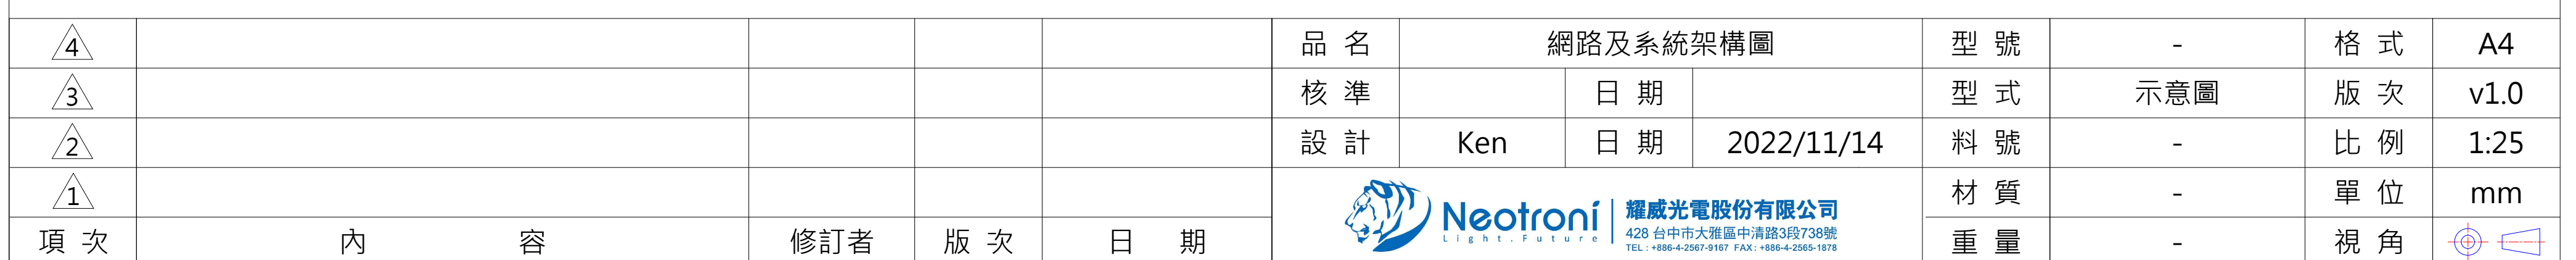 4 品名 網路及系統架構圖 型號 - 格式 A4
3 核準 日期 型式 示意圖 版次 v1.0
2 設計 Ken 日期 2022/11/14 料號 - 比例 1:25
1 材質 - 單位 mm
Neotroni 耀威光電股份有限公司
Light.Future 428 台中市大雅區中清路3段738號
TEL : +886-4-2567-9167 FAX : +886-4-2565-1878
項次 內容 修訂者 版次 日期 重量 - 視角